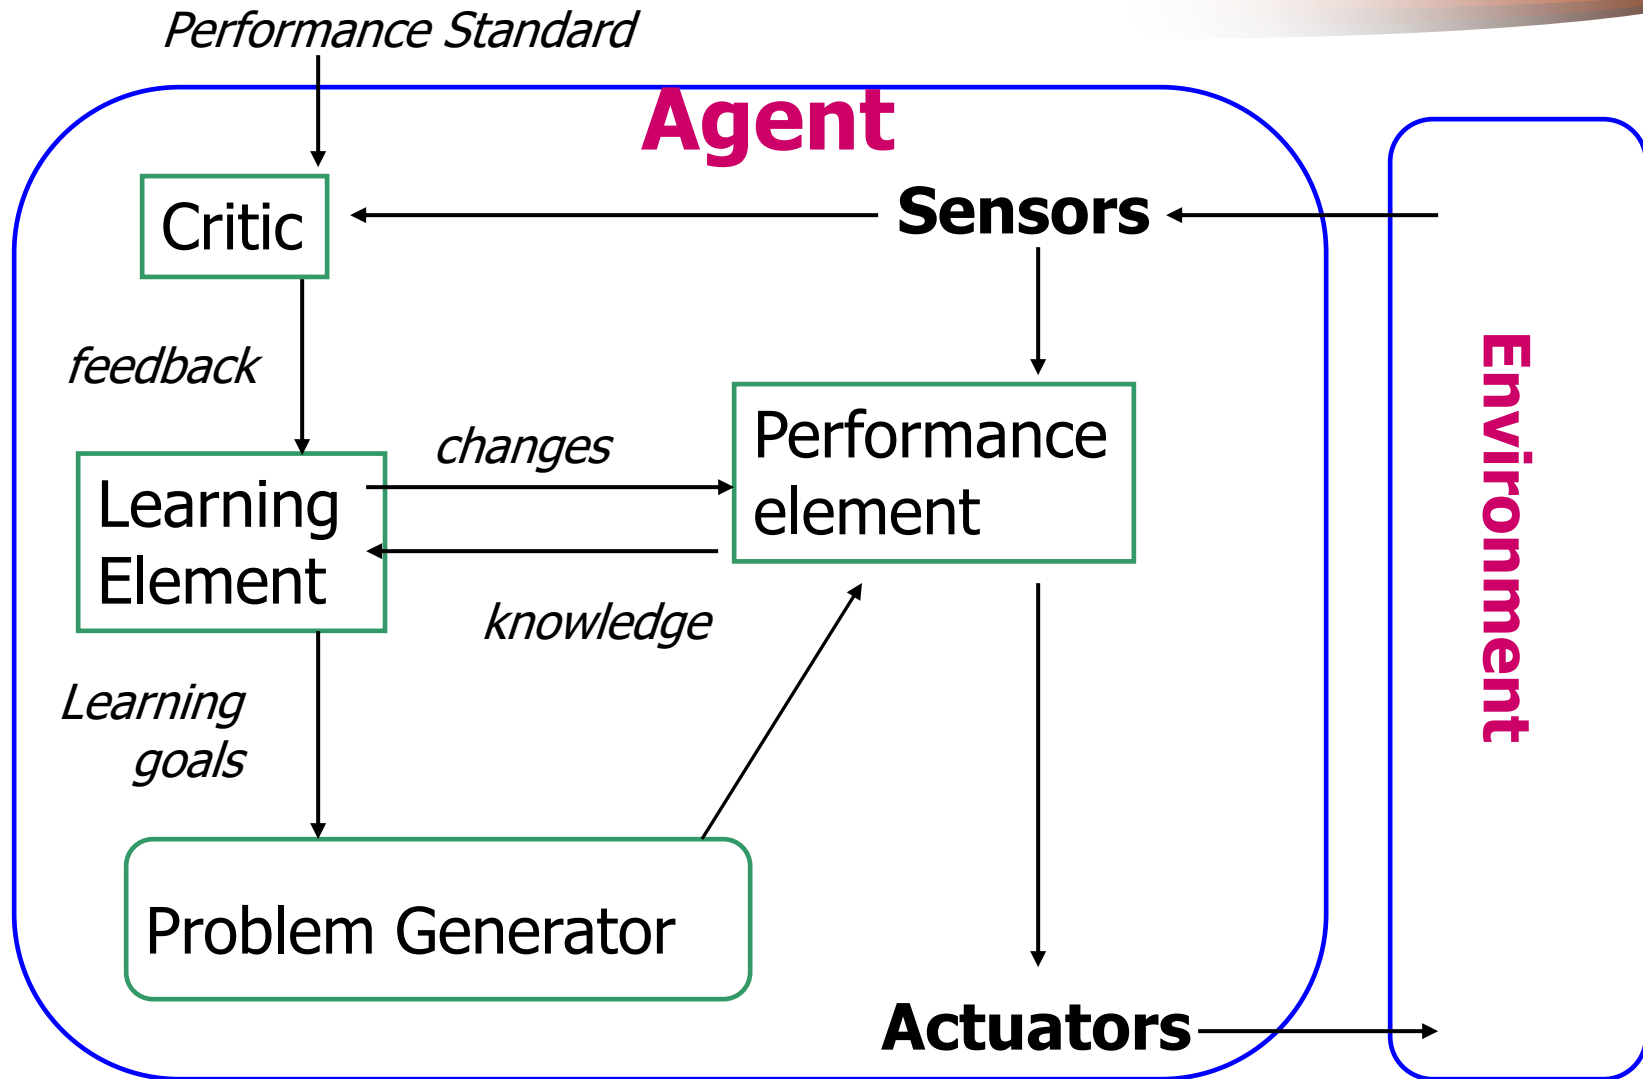 Performance Standard
Agent
Critic
Sensors
feedback
changes
Performance
element
Learning
Element
knowledge
Learning
goals
Problem Generator
Actuators
Environment